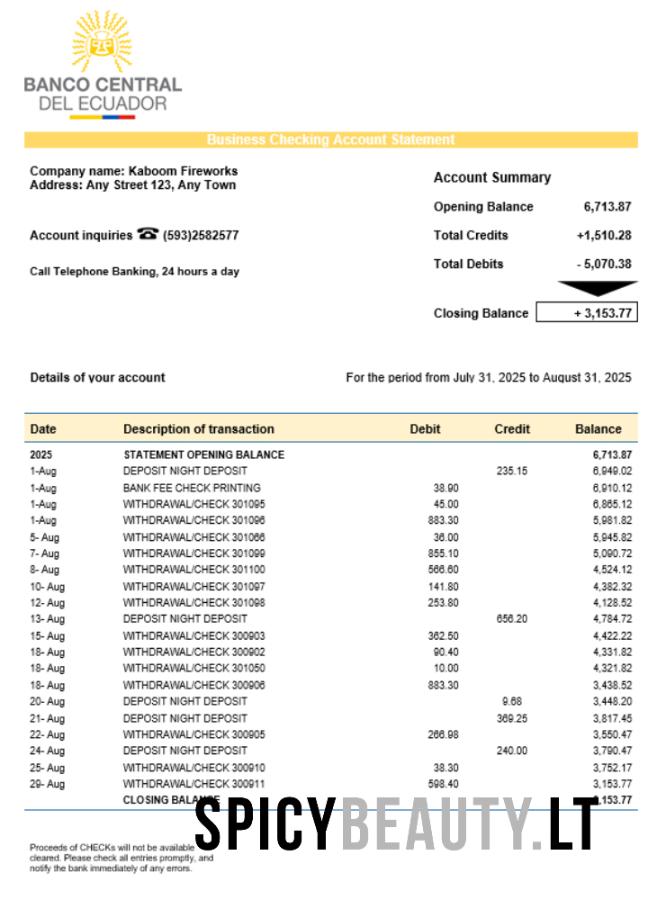 BANCO CENTRAL
DEL ECUADOR
Business Checking Account Statement
Company name: Kaboom Fireworks
Address: Any Street 123, Any Town
Account inquiries ☎ (593)2582577
Call Telephone Banking, 24 hours a day
Account Summary
Opening Balance 6,713.87
Total Credits +1,510.28
Total Debits - 5,070.38
Closing Balance + 3,153.77
Details of your account For the period from July 31, 2025 to August 31, 2025
Date Description of transaction Debit Credit Balance
2025 STATEMENT OPENING BALANCE 6,713.87
1-Aug DEPOSIT NIGHT DEPOSIT 235.15 6,949.02
1-Aug BANK FEE CHECK PRINTING 38.90 6,910.12
1-Aug WITHDRAWAL/CHECK 301095 45.00 6,865.12
1-Aug WITHDRAWAL/CHECK 301096 883.30 5,981.82
5- Aug WITHDRAWAL/CHECK 301066 36.00 5,945.82
7- Aug WITHDRAWAL/CHECK 301099 855.10 5,090.72
8- Aug WITHDRAWAL/CHECK 301100 566.60 4,524.12
10- Aug WITHDRAWAL/CHECK 301097 141.80 4,382.32
12- Aug WITHDRAWAL/CHECK 301098 253.80 4,128.52
13- Aug DEPOSIT NIGHT DEPOSIT 656.20 4,784.72
15- Aug WITHDRAWAL/CHECK 300903 362.50 4,422.22
18- Aug WITHDRAWAL/CHECK 300902 90.40 4,331.82
18- Aug WITHDRAWAL/CHECK 301050 10.00 4,321.82
18- Aug WITHDRAWAL/CHECK 300906 883.30 3,438.52
20- Aug DEPOSIT NIGHT DEPOSIT 9.68 3,448.20
21- Aug DEPOSIT NIGHT DEPOSIT 369.25 3,817.45
22- Aug WITHDRAWAL/CHECK 300905 266.98 3,550.47
24- Aug DEPOSIT NIGHT DEPOSIT 240.00 3,790.47
25- Aug WITHDRAWAL/CHECK 300910 38.30 3,752.17
29- Aug WITHDRAWAL/CHECK 300911 598.40 3,153.77
CLOSING BALANCE ,153.77
SPICYBEAUTY.LT
Proceeds of CHECKs will not be available
cleared. Please check all entries promptly, and
notify the bank immediately of any errors.